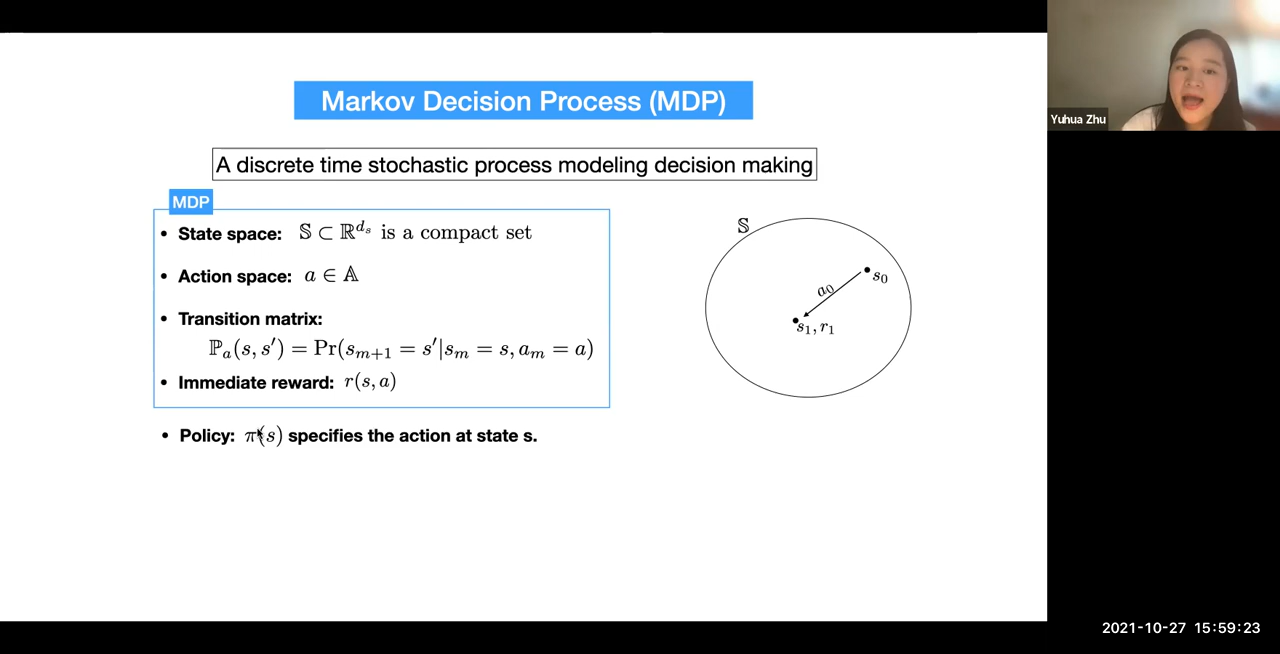 Markov Decision Process (MDP)
Yuhua Zhu
A discrete time stochastic process modeling decision making
MDP
• State space: 𝕊 ⊂ ℝ^{d_s} is a compact set
• Action space: a ∈ 𝔸
• Transition matrix:
ℙ_a(s, s′) = Pr(s_{m+1} = s′|s_m = s, a_m = a)
• Immediate reward: r(s, a)
• Policy: π(s) specifies the action at state s.
𝕊
s_0
a_0
s_1, r_1
2021-10-27 15:59:23